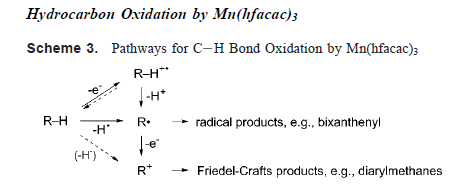 Hydrocarbon Oxidation by Mn(hfacac)3
Scheme 3. Pathways for C−H Bond Oxidation by Mn(hfacac)3
R–H+•
-e-
-H+
R–H
-H•
R•
radical products, e.g., bixanthenyl
(-H-)
-e-
R+
Friedel-Crafts products, e.g., diarylmethanes